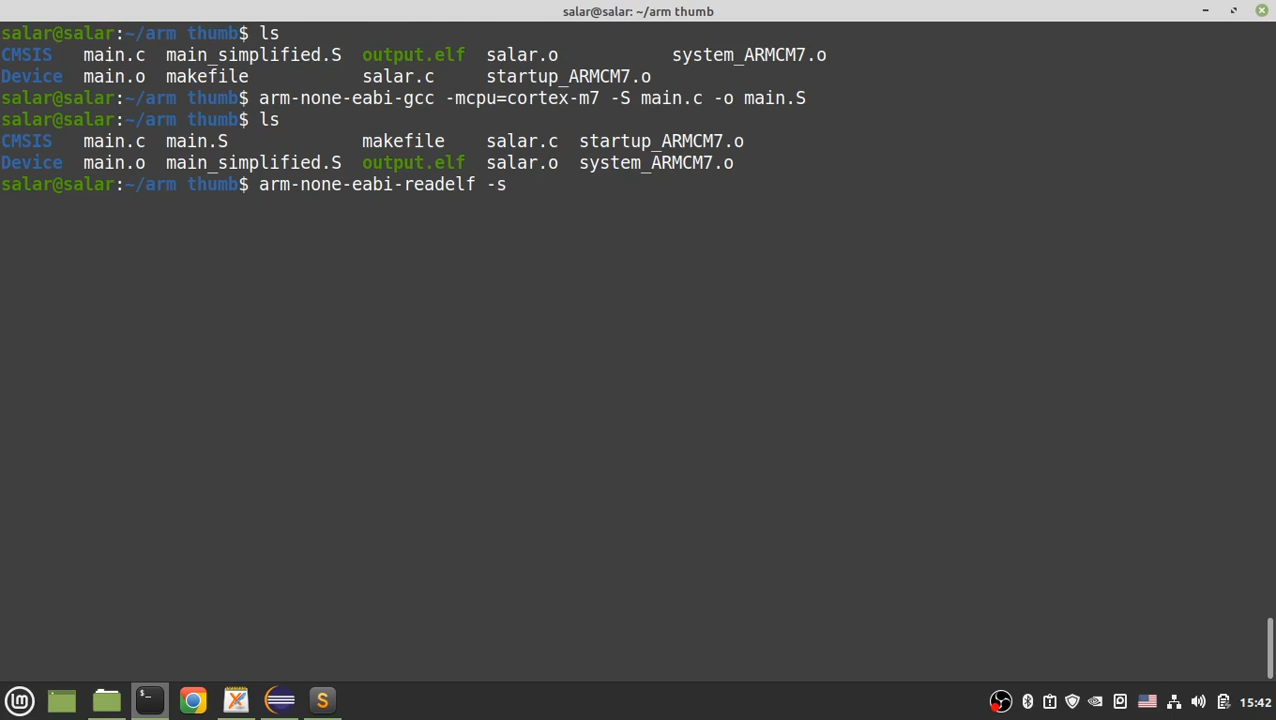 salar@salar: ~/arm thumb
salar@salar:~/arm thumb$ ls
CMSIS main.c main_simplified.S output.elf salar.o system_ARMCM7.o
Device main.o makefile salar.c startup_ARMCM7.o
salar@salar:~/arm thumb$ arm-none-eabi-gcc -mcpu=cortex-m7 -S main.c -o main.S
salar@salar:~/arm thumb$ ls
CMSIS main.c main.S makefile salar.c startup_ARMCM7.o
Device main.o main_simplified.S output.elf salar.o system_ARMCM7.o
salar@salar:~/arm thumb$ arm-none-eabi-readelf -s
$_
S
15:42